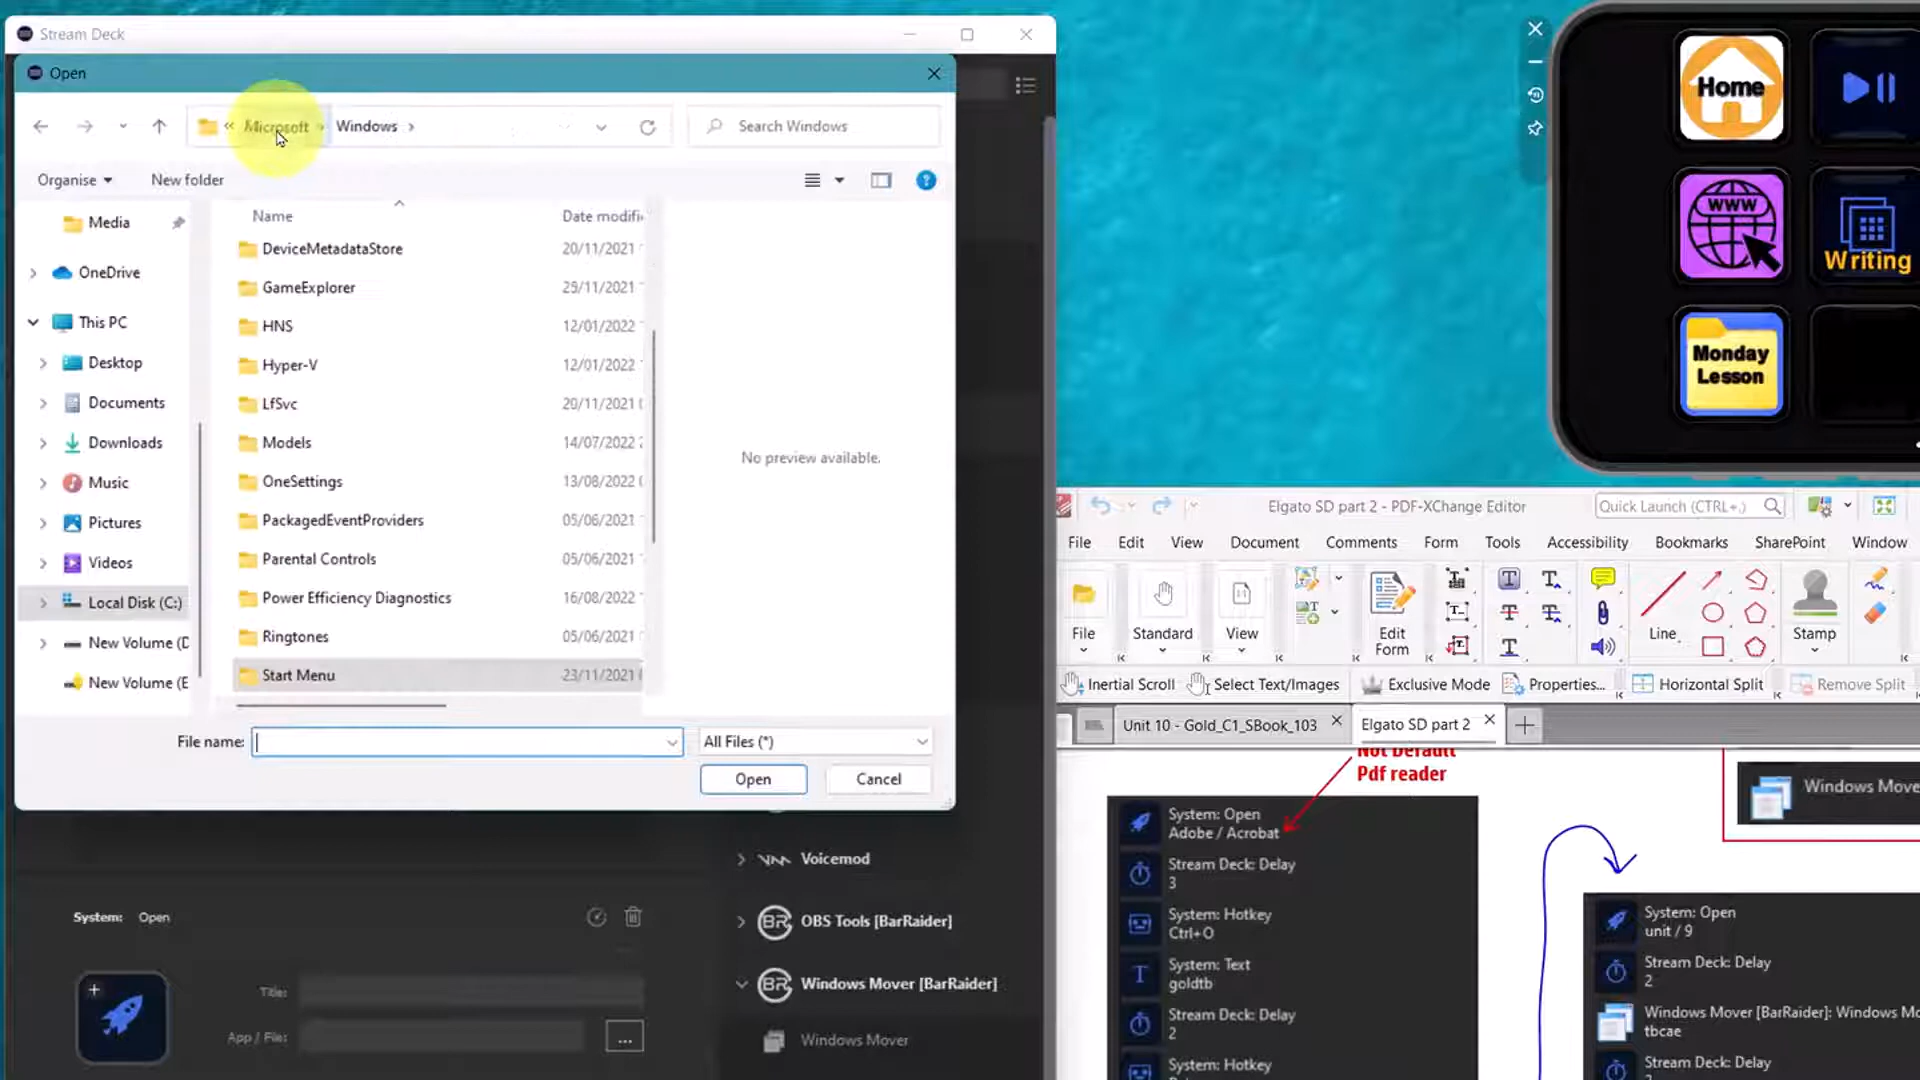 Stream Deck
Open
« Microsoft › Windows ›
Search Windows
Organise
New folder
Name
Date modifi
Media
OneDrive
This PC
Desktop
Documents
Downloads
Music
Pictures
Videos
Local Disk (C:)
New Volume (D
New Volume (E
DeviceMetadataStore 20/11/2021
GameExplorer 25/11/2021
HNS 12/01/2022
Hyper-V 12/01/2022
LfSvc 20/11/2021
Models 14/07/2022
OneSettings 13/08/2022
PackagedEventProviders 05/06/2021
Parental Controls 05/06/2021
Power Efficiency Diagnostics 16/08/2022
Ringtones 05/06/2021
Start Menu 23/11/2021
No preview available.
File name:
All Files (*)
Open
Cancel
Voicemod
OBS Tools [BarRaider]
Windows Mover [BarRaider]
Windows Mover
System: Open
Title:
App / File:
...
Home
WWW
Writing
Monday
Lesson
Elgato SD part 2 - PDF-XChange Editor
Quick Launch (CTRL+.)
File Edit View Document Comments Form Tools Accessibility Bookmarks SharePoint Window
File
Standard
View
Edit
Form
Line
Stamp
Inertial Scroll
Select Text/Images
Exclusive Mode
Properties...
Horizontal Split
Remove Split
Unit 10 - Gold_C1_SBook_103
Elgato SD part 2
Not Default
Pdf reader
System: Open
Adobe / Acrobat
Stream Deck: Delay
3
System: Hotkey
Ctrl+O
System: Text
goldtb
Stream Deck: Delay
2
System: Hotkey
Windows Move
System: Open
unit / 9
Stream Deck: Delay
2
Windows Mover [BarRaider]: Windows Mo
tbcae
Stream Deck: Delay